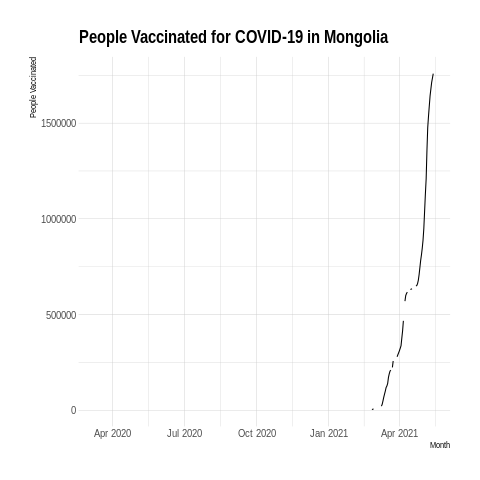 People Vaccinated for COVID-19 in Mongolia
People Vaccinated
1500000
1000000
500000
0
Apr 2020 Jul 2020 Oct 2020 Jan 2021 Apr 2021
Month